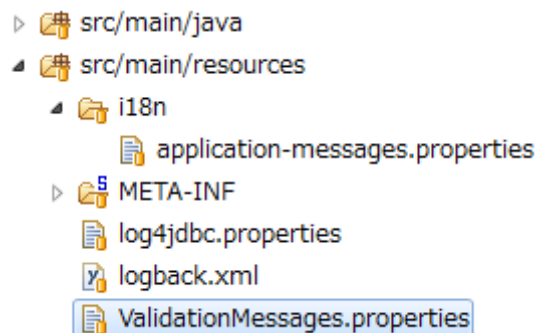 src/main/java
src/main/resources
i18n
application-messages.properties
META-INF
log4jdbc.properties
logback.xml
ValidationMessages.properties